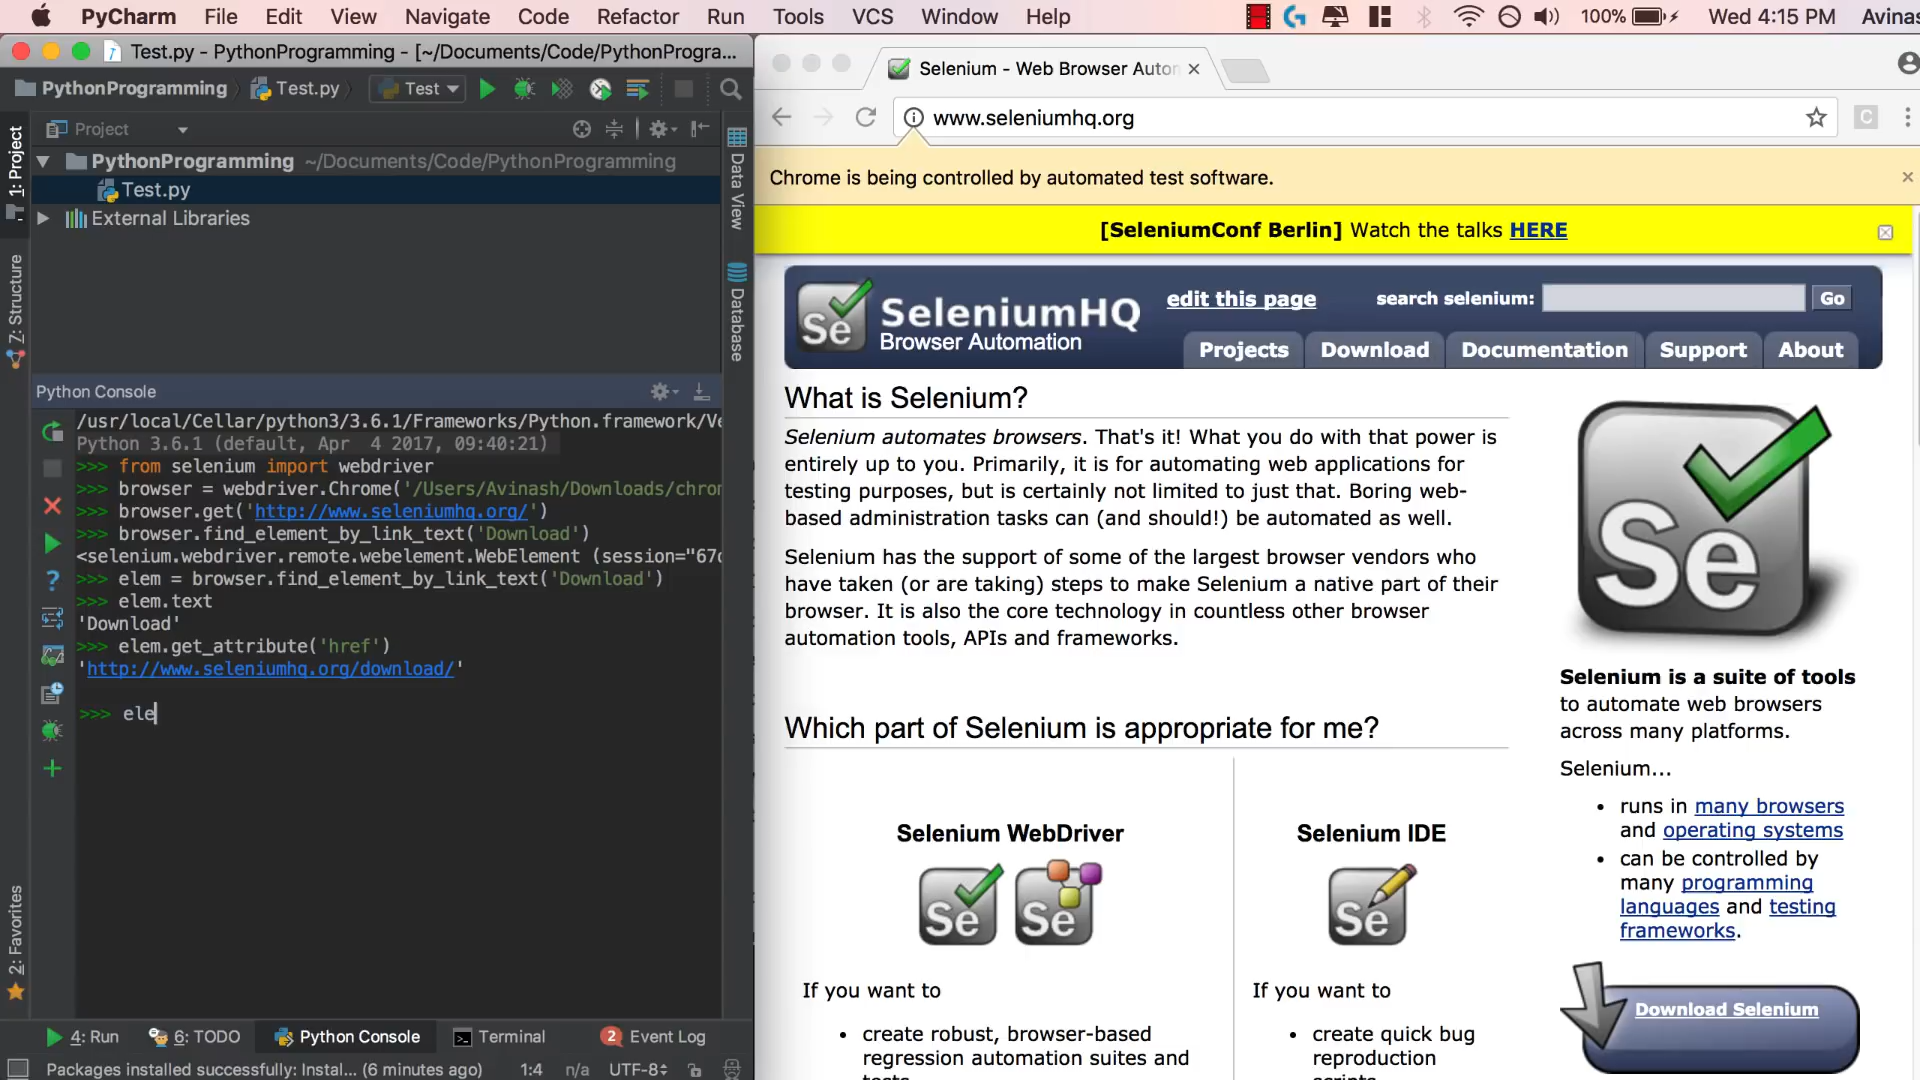 PyCharm File Edit View Navigate Code Refactor Run Tools VCS Window Help 100% Wed 4:15 PM Avinas
Test.py - PythonProgramming - [~/Documents/Code/PythonProgra...
PythonProgramming Test.py Test
Project
PythonProgramming ~/Documents/Code/PythonProgramming
Test.py
External Libraries
1: Project
7: Structure
2: Favorites
Data View
Database
Python Console
/usr/local/Cellar/python3/3.6.1/Frameworks/Python.framework/Ve
Python 3.6.1 (default, Apr  4 2017, 09:40:21)
>>> from selenium import webdriver
>>> browser = webdriver.Chrome('/Users/Avinash/Downloads/chrom
>>> browser.get('http://www.seleniumhq.org/')
>>> browser.find_element_by_link_text('Download')
<selenium.webdriver.remote.webelement.WebElement (session="67c
>>> elem = browser.find_element_by_link_text('Download')
>>> elem.text
'Download'
>>> elem.get_attribute('href')
'http://www.seleniumhq.org/download/'
>>> ele
4: Run 6: TODO Python Console Terminal 2 Event Log
Packages installed successfully: Instal... (6 minutes ago) 1:4 n/a UTF-8
Selenium - Web Browser Auton
www.seleniumhq.org
C
Chrome is being controlled by automated test software.
[SeleniumConf Berlin] Watch the talks HERE
Se SeleniumHQ
Browser Automation
edit this page search selenium: Go
Projects Download Documentation Support About
What is Selenium?
Selenium automates browsers. That's it! What you do with that power is
entirely up to you. Primarily, it is for automating web applications for
testing purposes, but is certainly not limited to just that. Boring web-
based administration tasks can (and should!) be automated as well.
Selenium has the support of some of the largest browser vendors who
have taken (or are taking) steps to make Selenium a native part of their
browser. It is also the core technology in countless other browser
automation tools, APIs and frameworks.
Which part of Selenium is appropriate for me?
Selenium WebDriver
Se Se
If you want to
• create robust, browser-based
regression automation suites and
tests
Selenium IDE
Se
If you want to
• create quick bug
reproduction
scripts
Se
Selenium is a suite of tools
to automate web browsers
across many platforms.
Selenium...
• runs in many browsers
and operating systems
• can be controlled by
many programming
languages and testing
frameworks.
Download Selenium